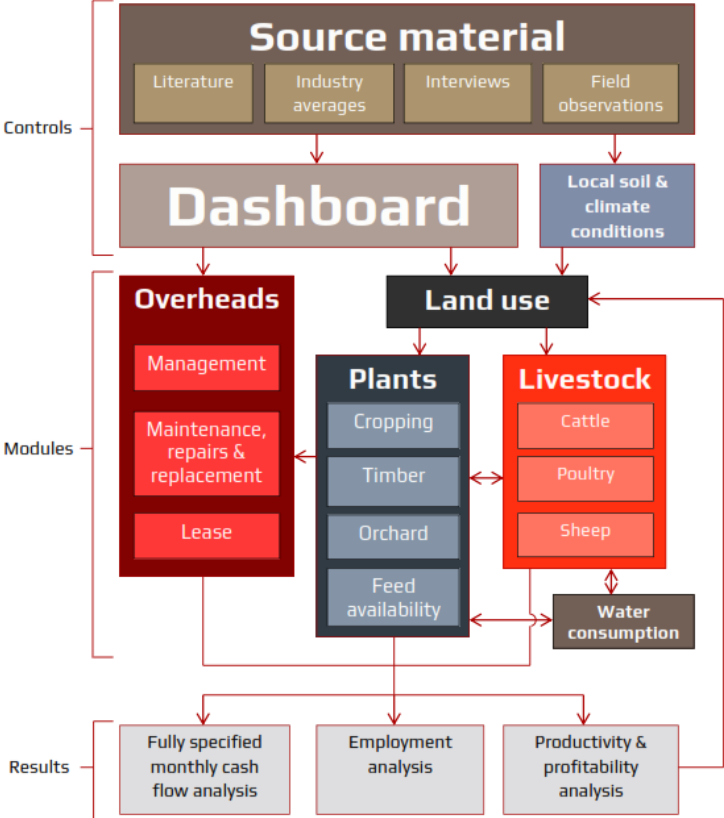 Source material
Literature
Industry
averages
Interviews
Field
observations
Controls
Dashboard
Local soil &
climate
conditions
Overheads
Management
Maintenance,
repairs &
replacement
Lease
Land use
Plants
Cropping
Timber
Orchard
Feed
availability
Livestock
Cattle
Poultry
Sheep
Water
consumption
Modules
Results
Fully specified
monthly cash
flow analysis
Employment
analysis
Productivity &
profitability
analysis